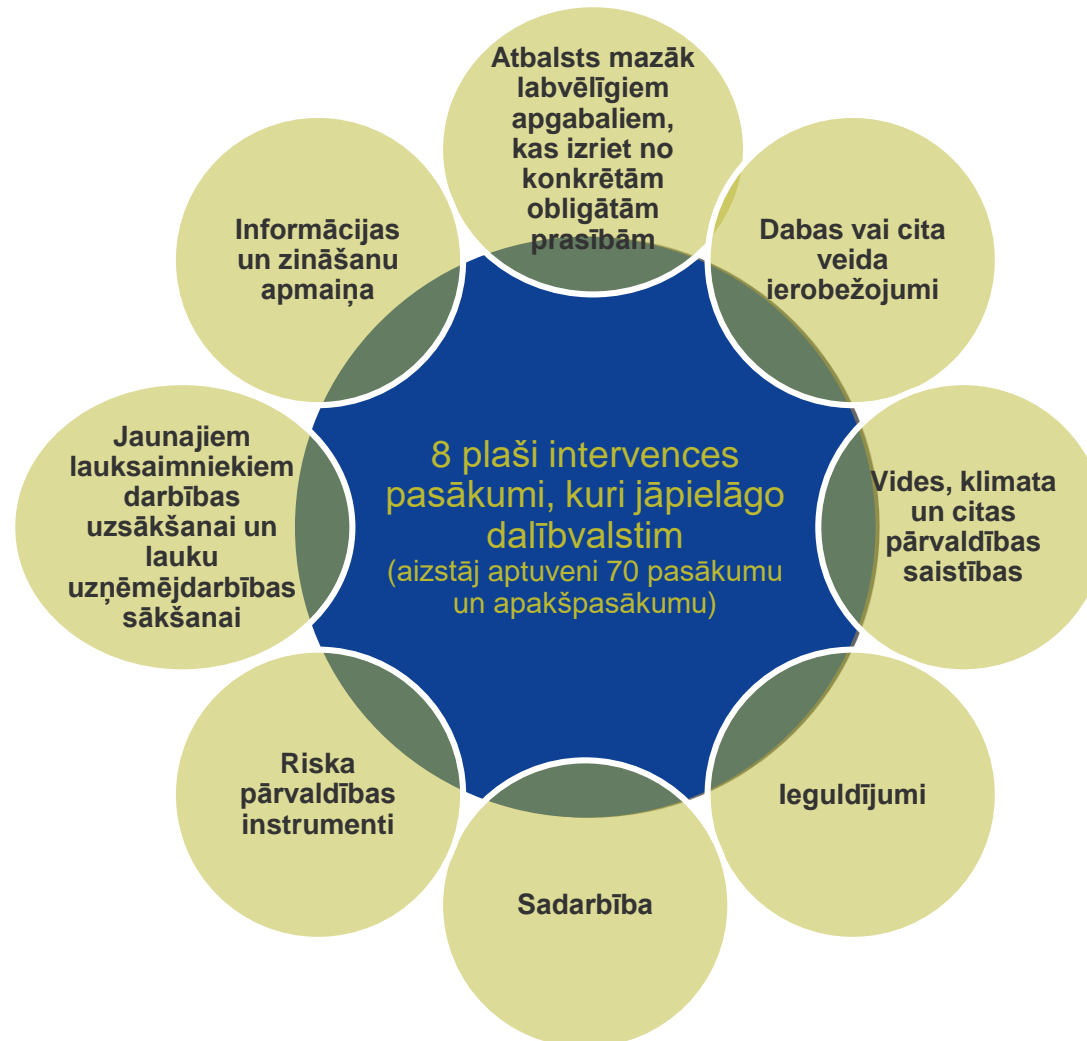 Atbalsts mazāk
labvēlīgiem
apgabaliem,
kas izriet no
konkrētām
obligātām
prasībām
Dabas vai cita
veida
ierobežojumi
Vides, klimata
un citas
pārvaldības
saistības
Ieguldījumi
Sadarbība
Riska
pārvaldības
instrumenti
Jaunajiem
lauksaimniekiem
darbības
uzsākšanai un
lauku
uzņēmējdarbības
sākšanai
Informācijas
un zināšanu
apmaiņa
8 plaši intervences
pasākumi, kuri jāpielāgo
dalībvalstim
(aizstāj aptuveni 70 pasākumu
un apakšpasākumu)